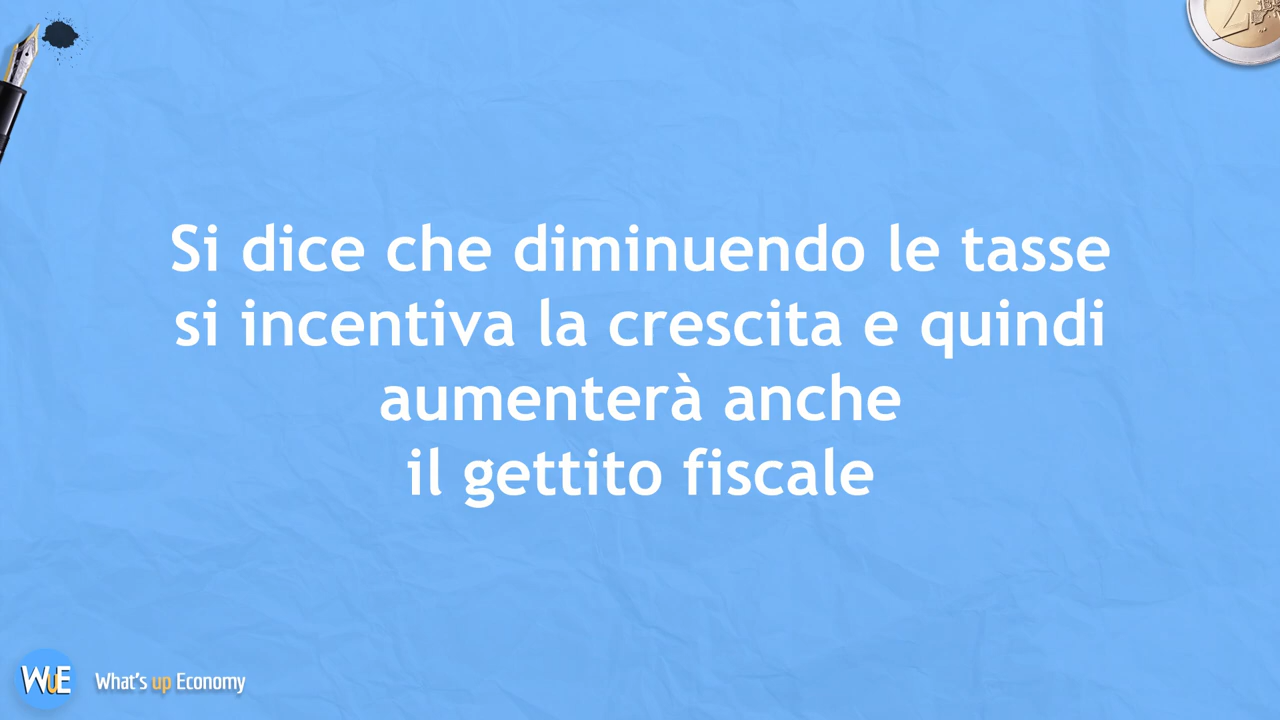 Si dice che diminuendo le tasse
si incentiva la crescita e quindi
aumenterà anche
il gettito fiscale
WuE What's up Economy
2